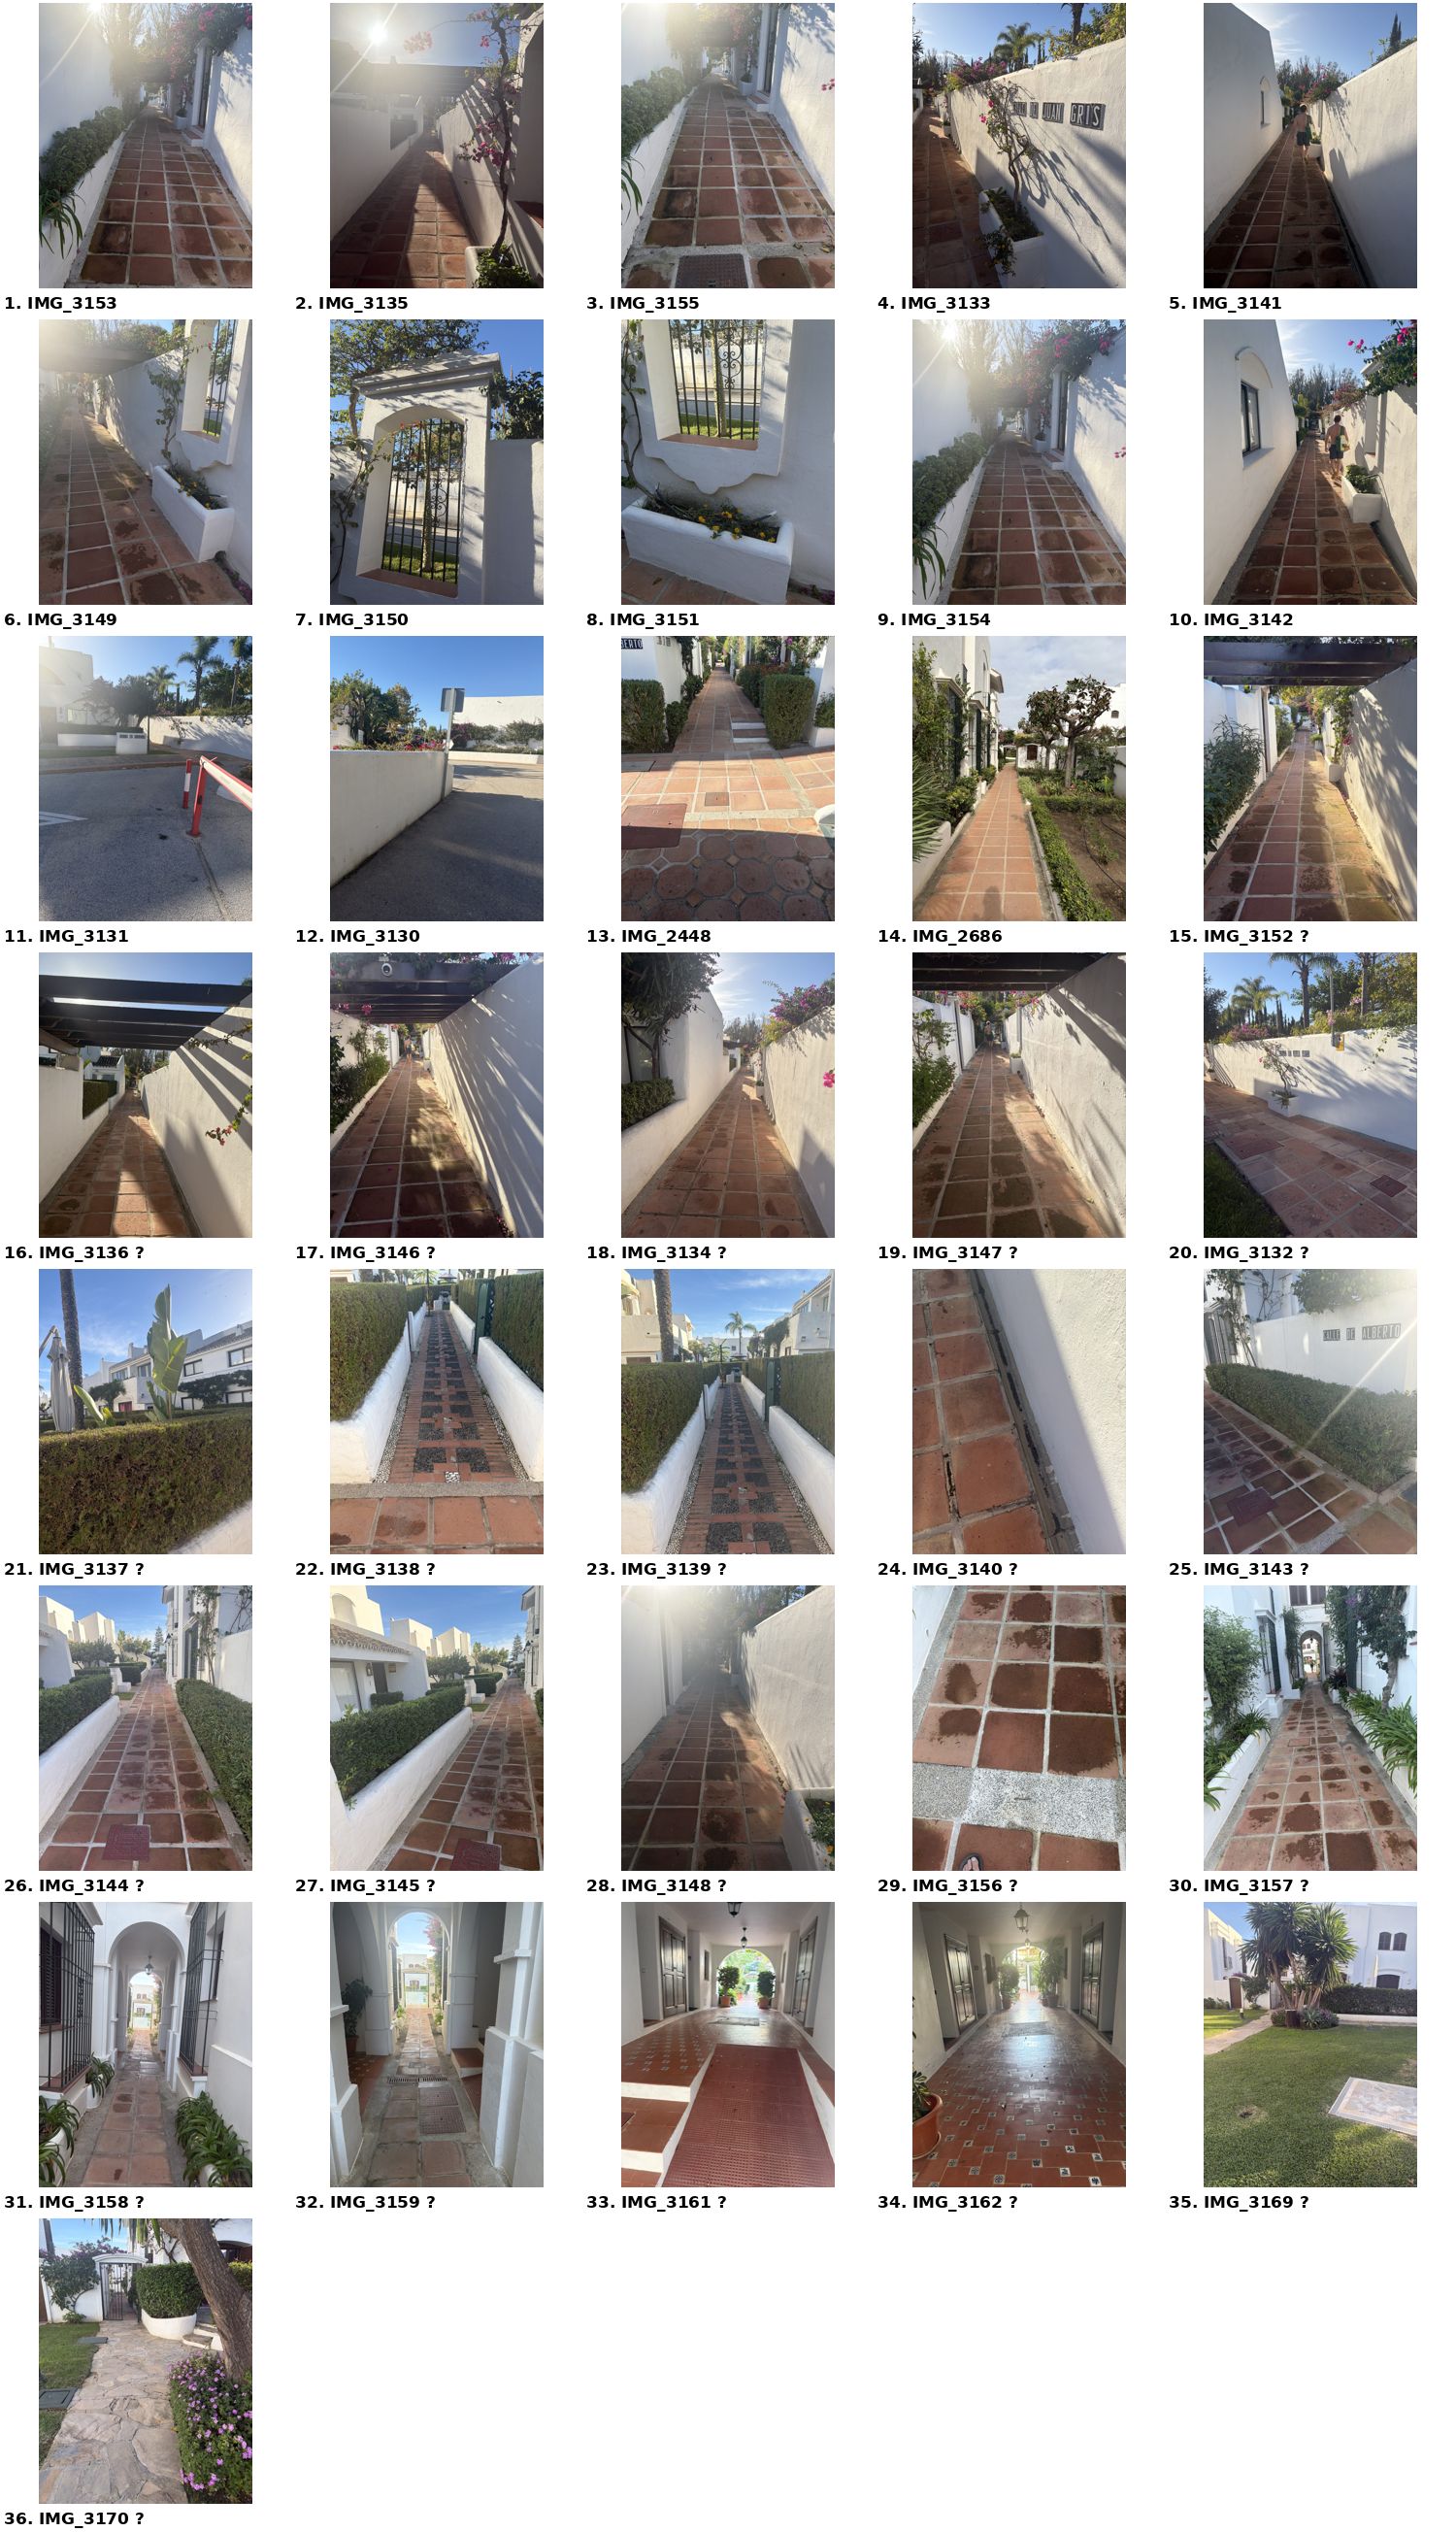 1. IMG_3153
2. IMG_3135
3. IMG_3155
4. IMG_3133
5. IMG_3141
JUAN GRIS
6. IMG_3149
7. IMG_3150
8. IMG_3151
9. IMG_3154
10. IMG_3142
11. IMG_3131
12. IMG_3130
13. IMG_2448
14. IMG_2686
15. IMG_3152 ?
16. IMG_3136 ?
17. IMG_3146 ?
18. IMG_3134 ?
19. IMG_3147 ?
20. IMG_3132 ?
21. IMG_3137 ?
22. IMG_3138 ?
23. IMG_3139 ?
24. IMG_3140 ?
25. IMG_3143 ?
DE ALBERTO
26. IMG_3144 ?
27. IMG_3145 ?
28. IMG_3148 ?
29. IMG_3156 ?
30. IMG_3157 ?
31. IMG_3158 ?
32. IMG_3159 ?
33. IMG_3161 ?
34. IMG_3162 ?
35. IMG_3169 ?
36. IMG_3170 ?